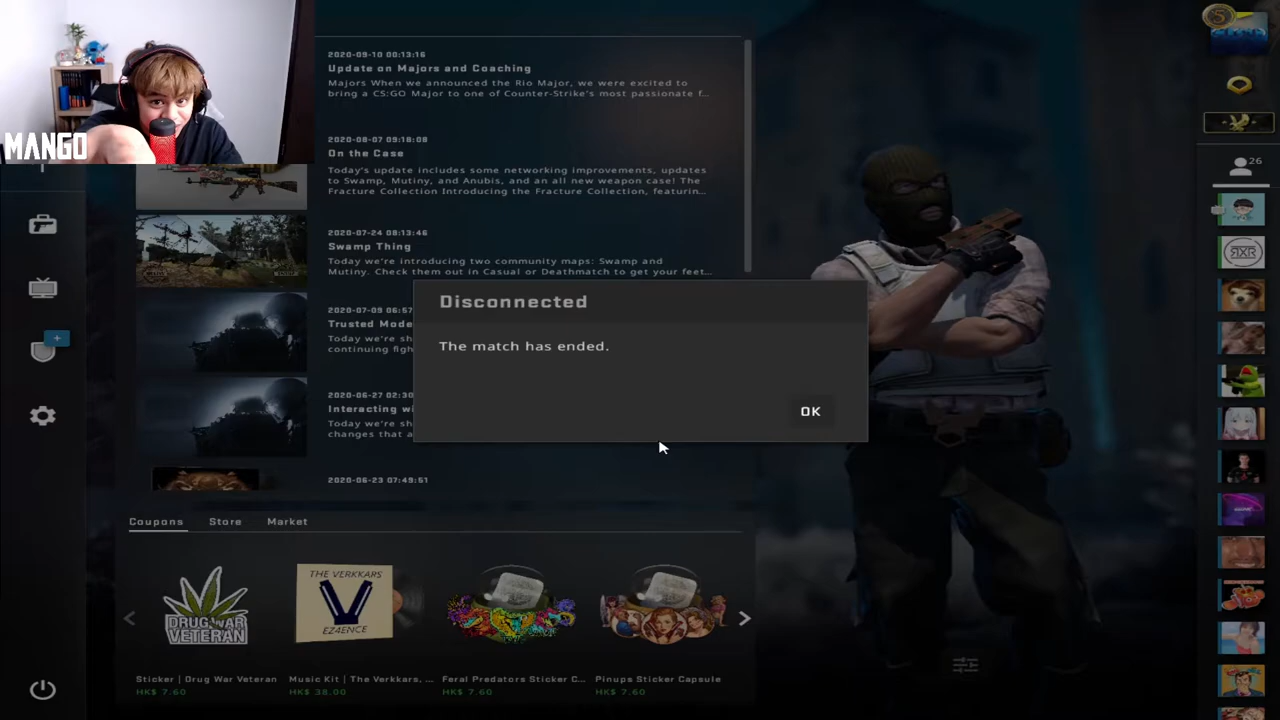 MANGO
2020-09-10 00:13:16
Update on Majors and Coaching
Majors When we announced the Rio Major, we were excited to
bring a CS:GO Major to one of Counter-Strike's most passionate f...
2020-08-07 09:18:08
On the Case
Today's update includes some networking improvements, updates
to Swamp, Mutiny, and Anubis, and an all new weapon case! The
Fracture Collection Introducing the Fracture Collection, featurin...
2020-07-24 08:13:46
Swamp Thing
Today we're introducing two community maps: Swamp and
Mutiny. Check them out in Casual or Deathmatch to get your feet...
2020-07-09 06:57
Trusted Mode
Today we're sh
continuing figh
2020-06-27 02:30
Interacting wi
Today we're sh
changes that a
2020-06-23 07:49:51
Disconnected
The match has ended.
OK
Coupons Store Market
DRUG WAR
VETERAN
THE VERKKARS
EZ4ENCE
Sticker | Drug War Veteran
HK$ 7.60
Music Kit | The Verkkars, ...
HK$ 38.00
Feral Predators Sticker C...
HK$ 7.60
Pinups Sticker Capsule
HK$ 7.60
5
26
RXR